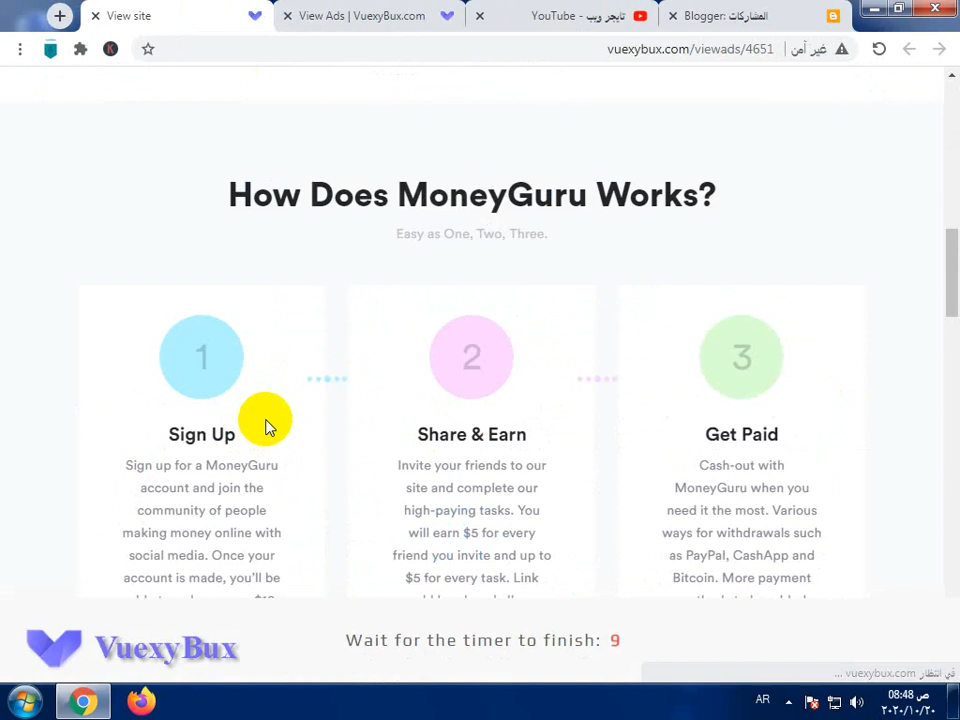 View site
View Ads | VuexyBux.com
تايجر ويب - YouTube
Blogger: المشاركات
vuexybux.com/viewads/4651
غير آمن
How Does MoneyGuru Works?
Easy as One, Two, Three.
1
Sign Up
Sign up for a MoneyGuru
account and join the
community of people
making money online with
social media. Once your
account is made, you'll be
2
Share & Earn
Invite your friends to our
site and complete our
high-paying tasks. You
will earn $5 for every
friend you invite and up to
$5 for every task. Link
3
Get Paid
Cash-out with
MoneyGuru when you
need it the most. Various
ways for withdrawals such
as PayPal, CashApp and
Bitcoin. More payment
VuexyBux
Wait for the timer to finish: 9
في انتظار vuexybux.com ...
AR
08:48 ص
٢٠٢٠/١٠/٢٠